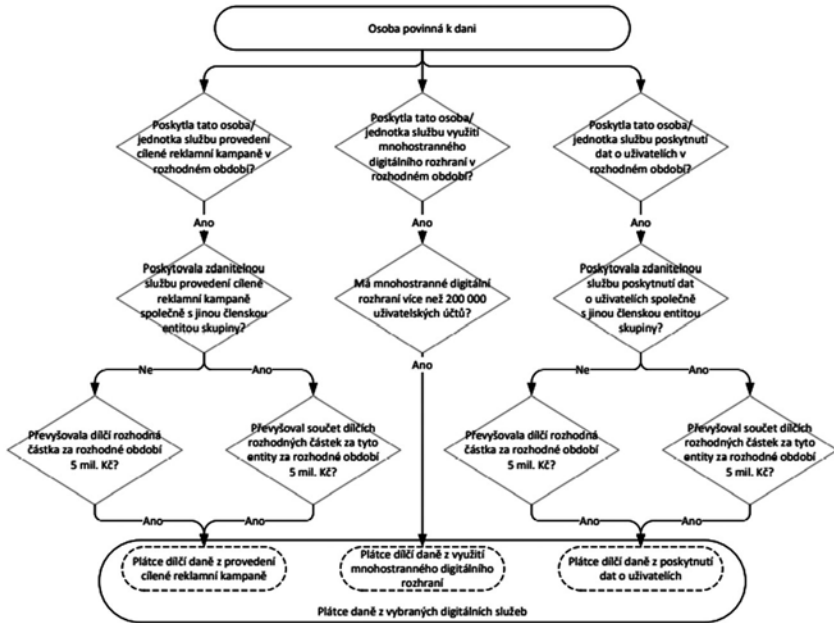 Osoba povinná k dani
Poskytla tato osoba/
jednotka službu provedení
cílené reklamní kampaně
v rozhodném období?
Poskytla tato osoba/
jednotka službu využití
mnohostranného
digitálního rozhraní v
rozhodném období?
Poskytla tato osoba/
jednotka službu poskytnutí
dat o uživatelích v
rozhodném období?
Ano
Ano
Ano
Poskytovala zdanitelnou
službu provedení cílené
reklamní kampaně
společně s jinou členskou
entitou skupiny?
Má mnohostranné digitální
rozhraní více než 200 000
uživatelských účtů?
Poskytovala zdanitelnou
službu poskytnutí dat
o uživatelích společně
s jinou členskou entitou
skupiny?
Ne
Ano
Ano
Ne
Ano
Převyšovala dílčí rozhodná
částka za rozhodné období
5 mil. Kč?
Převyšoval součet dílčích
rozhodných částek za tyto
entity za rozhodné období
5 mil. Kč?
Převyšovala dílčí rozhodná
částka za rozhodné období
5 mil. Kč?
Převyšoval součet dílčích
rozhodných částek za tyto
entity za rozhodné období
5 mil. Kč?
Ano
Ano
Ano
Ano
Plátce dílčí daně z provedení
cílené reklamní kampaně
Plátce dílčí daně z využití
mnohostranného digitálního
rozhraní
Plátce dílčí daně z poskytnutí
dat o uživatelích
Plátce daně z vybraných digitálních služeb